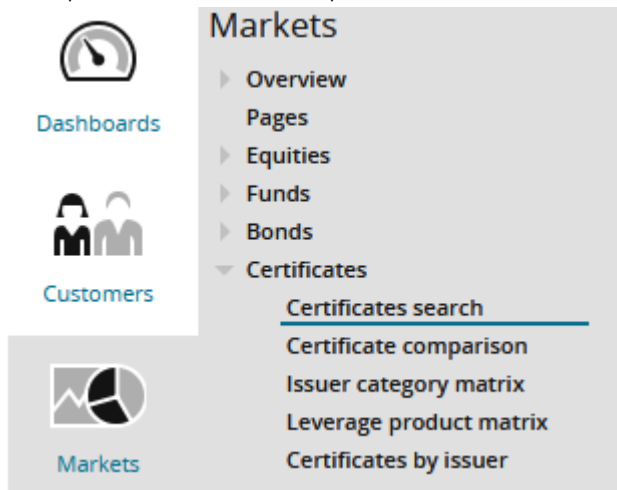 Markets
Overview
Dashboards
Pages
Equities
Funds
Bonds
Certificates
Customers
Certificates search
Certificate comparison
Issuer category matrix
Leverage product matrix
Markets
Certificates by issuer